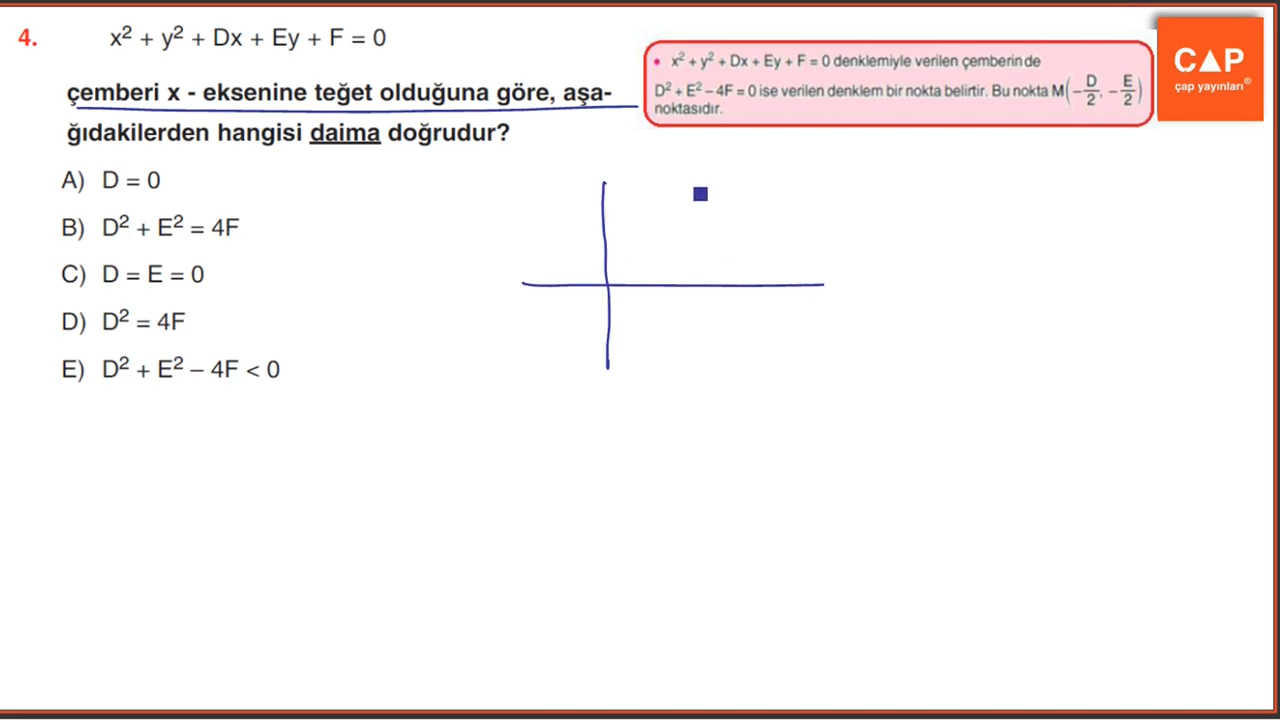 4. x² + y² + Dx + Ey + F = 0
çemberi x - eksenine teğet olduğuna göre, aşa-
ğıdakilerden hangisi daima doğrudur?
A) D = 0
B) D² + E² = 4F
C) D = E = 0
D) D² = 4F
E) D² + E² – 4F < 0
• x² + y² + Dx + Ey + F = 0 denklemiyle verilen çemberin de
D² + E² – 4F = 0 ise verilen denklem bir nokta belirtir. Bu nokta M(–D/2, –E/2)
noktasıdır.
ÇAP
çap yayınları®